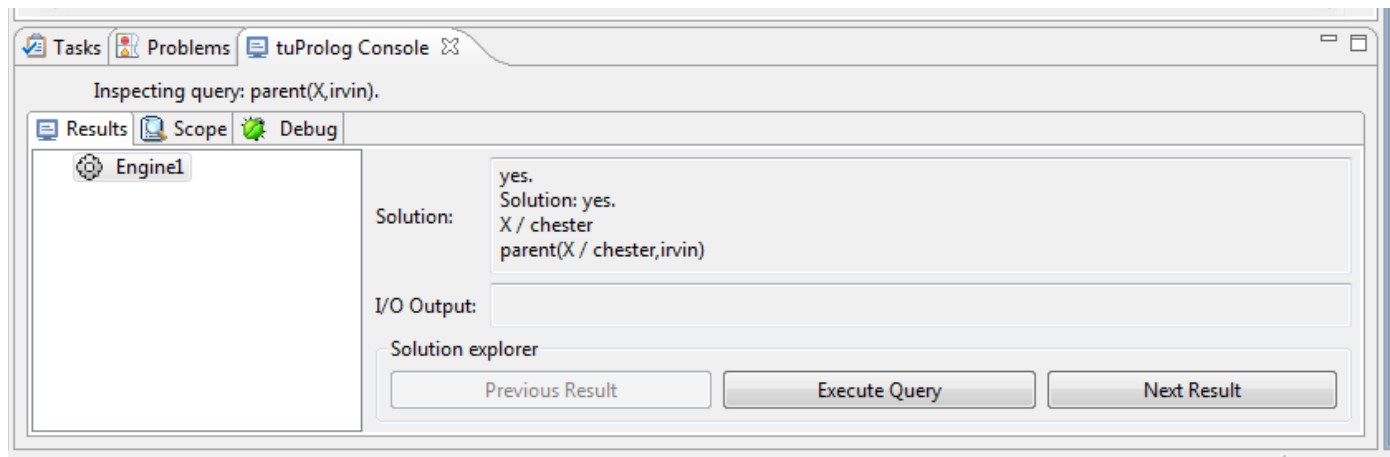 Tasks Problems tuProlog Console
Inspecting query: parent(X,irvin).
Results Scope Debug
Engine1
Solution:
yes.
Solution: yes.
X / chester
parent(X / chester,irvin)
I/O Output:
Solution explorer
Previous Result Execute Query Next Result